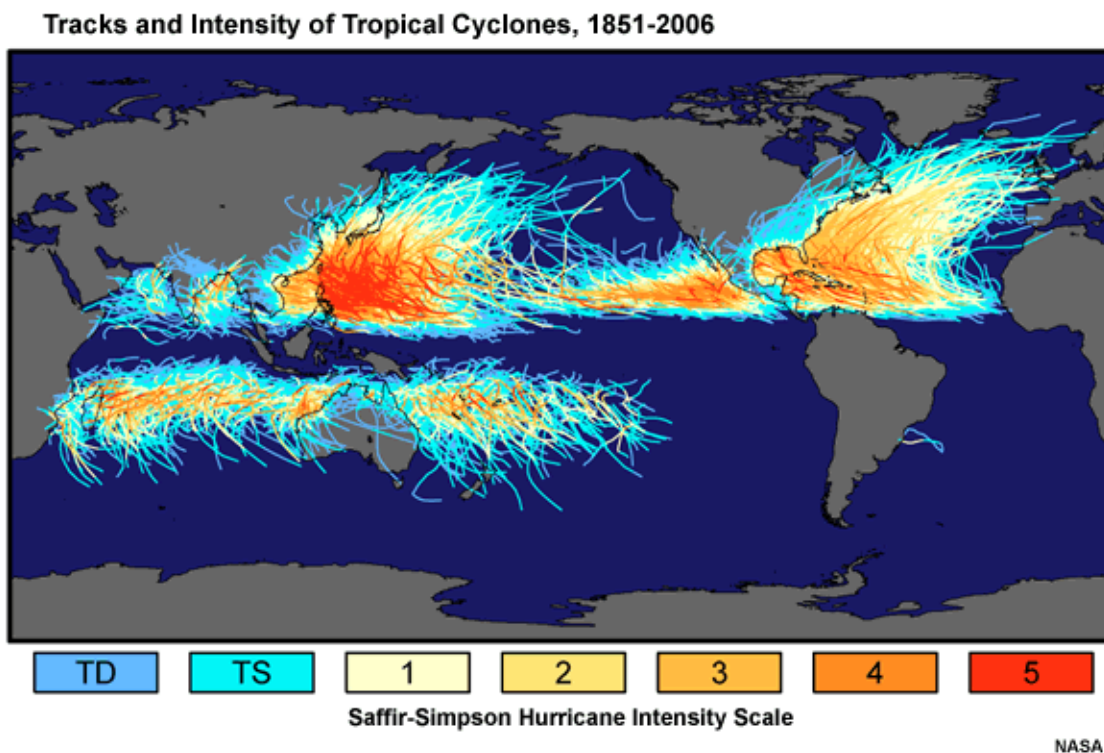 Tracks and Intensity of Tropical Cyclones, 1851-2006
TD TS 1 2 3 4 5
Saffir-Simpson Hurricane Intensity Scale
NASA